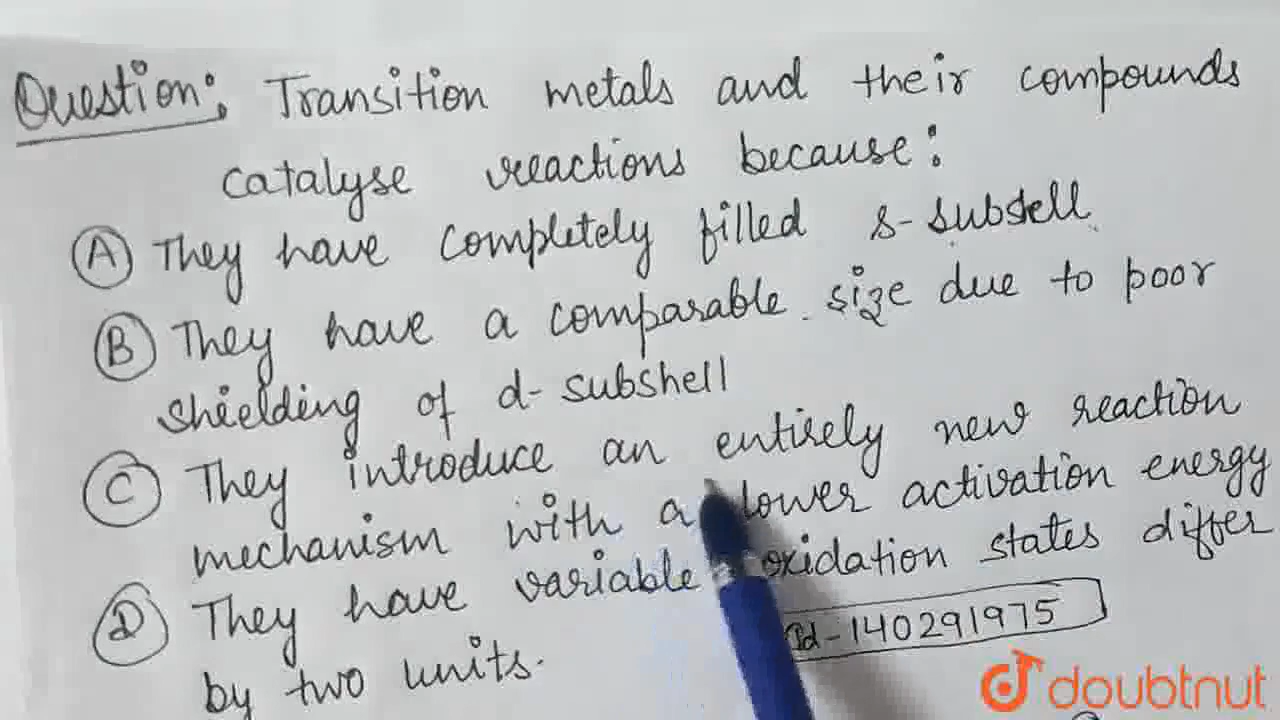 Question: Transition metals and their compounds
catalyse reactions because:
(A) They have completely filled s-subshell
(B) They have a comparable size due to poor
shielding of d-subshell
(C) They introduce an entirely new reaction
mechanism with a lower activation energy
(D) They have variable oxidation states differ
by two units.
Id-140291975
doubtnut